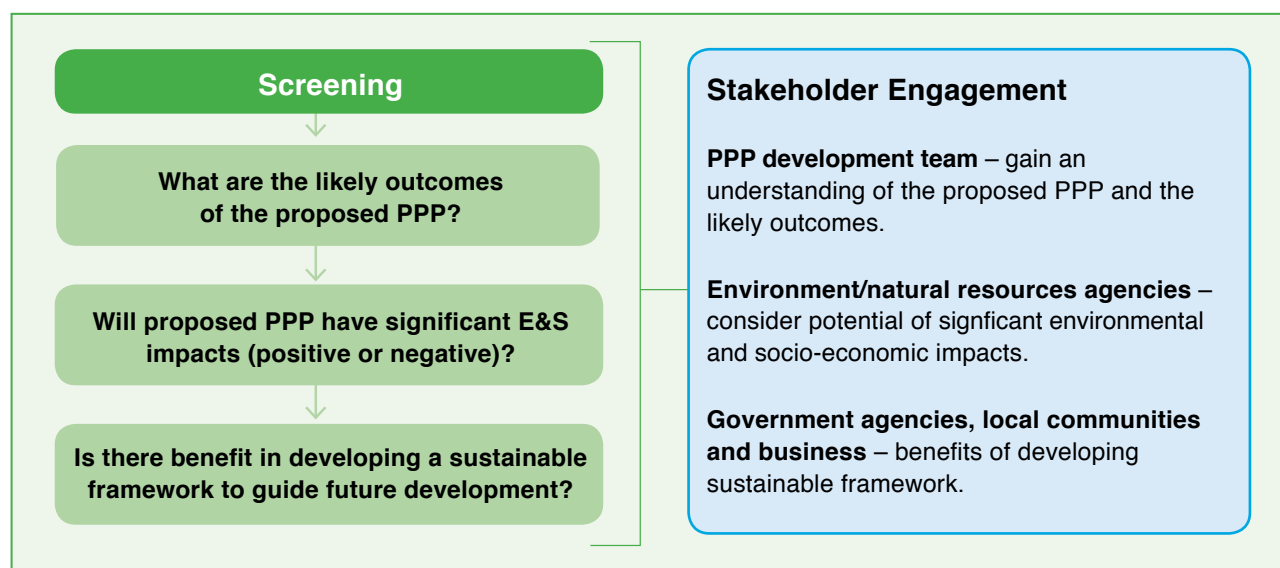 Screening
What are the likely outcomes
of the proposed PPP?
Will proposed PPP have significant E&S
impacts (positive or negative)?
Is there benefit in developing a sustainable
framework to guide future development?
Stakeholder Engagement
PPP development team – gain an
understanding of the proposed PPP and the
likely outcomes.
Environment/natural resources agencies –
consider potential of signficant environmental
and socio-economic impacts.
Government agencies, local communities
and business – benefits of developing
sustainable framework.